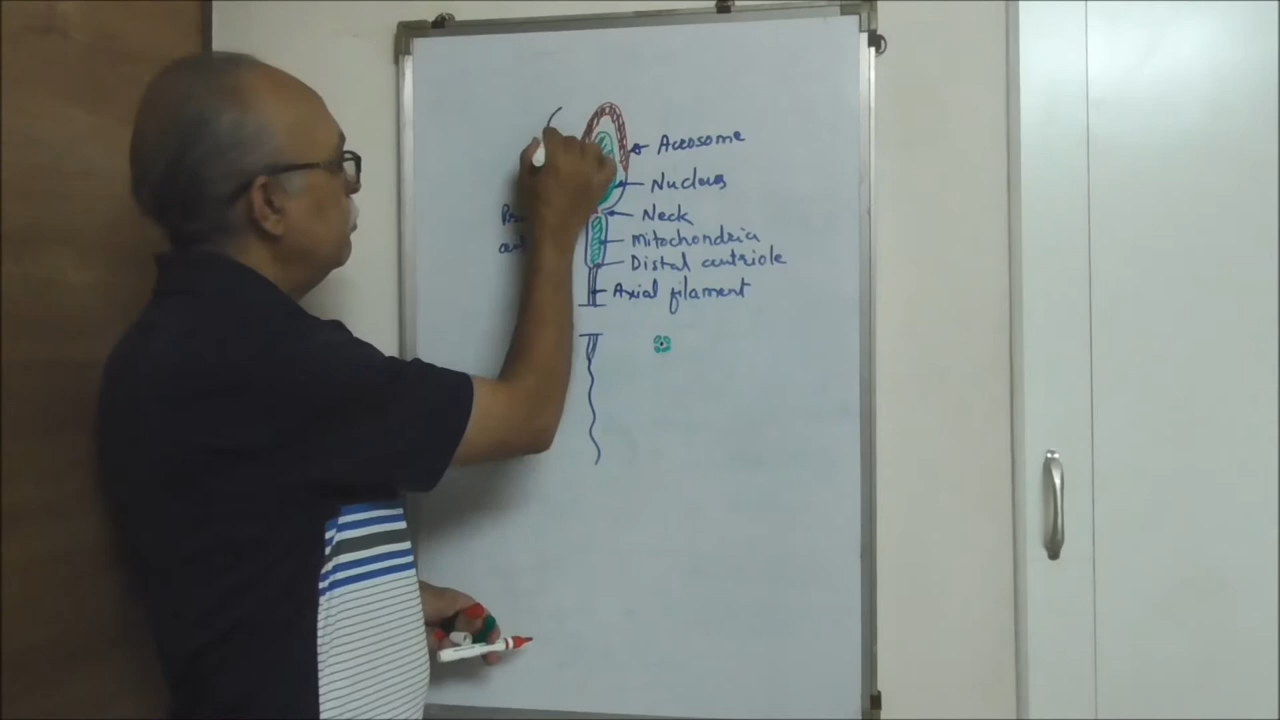 Acrosome
Nucleus
Neck
Mitochondria
Distal centriole
Axial filament